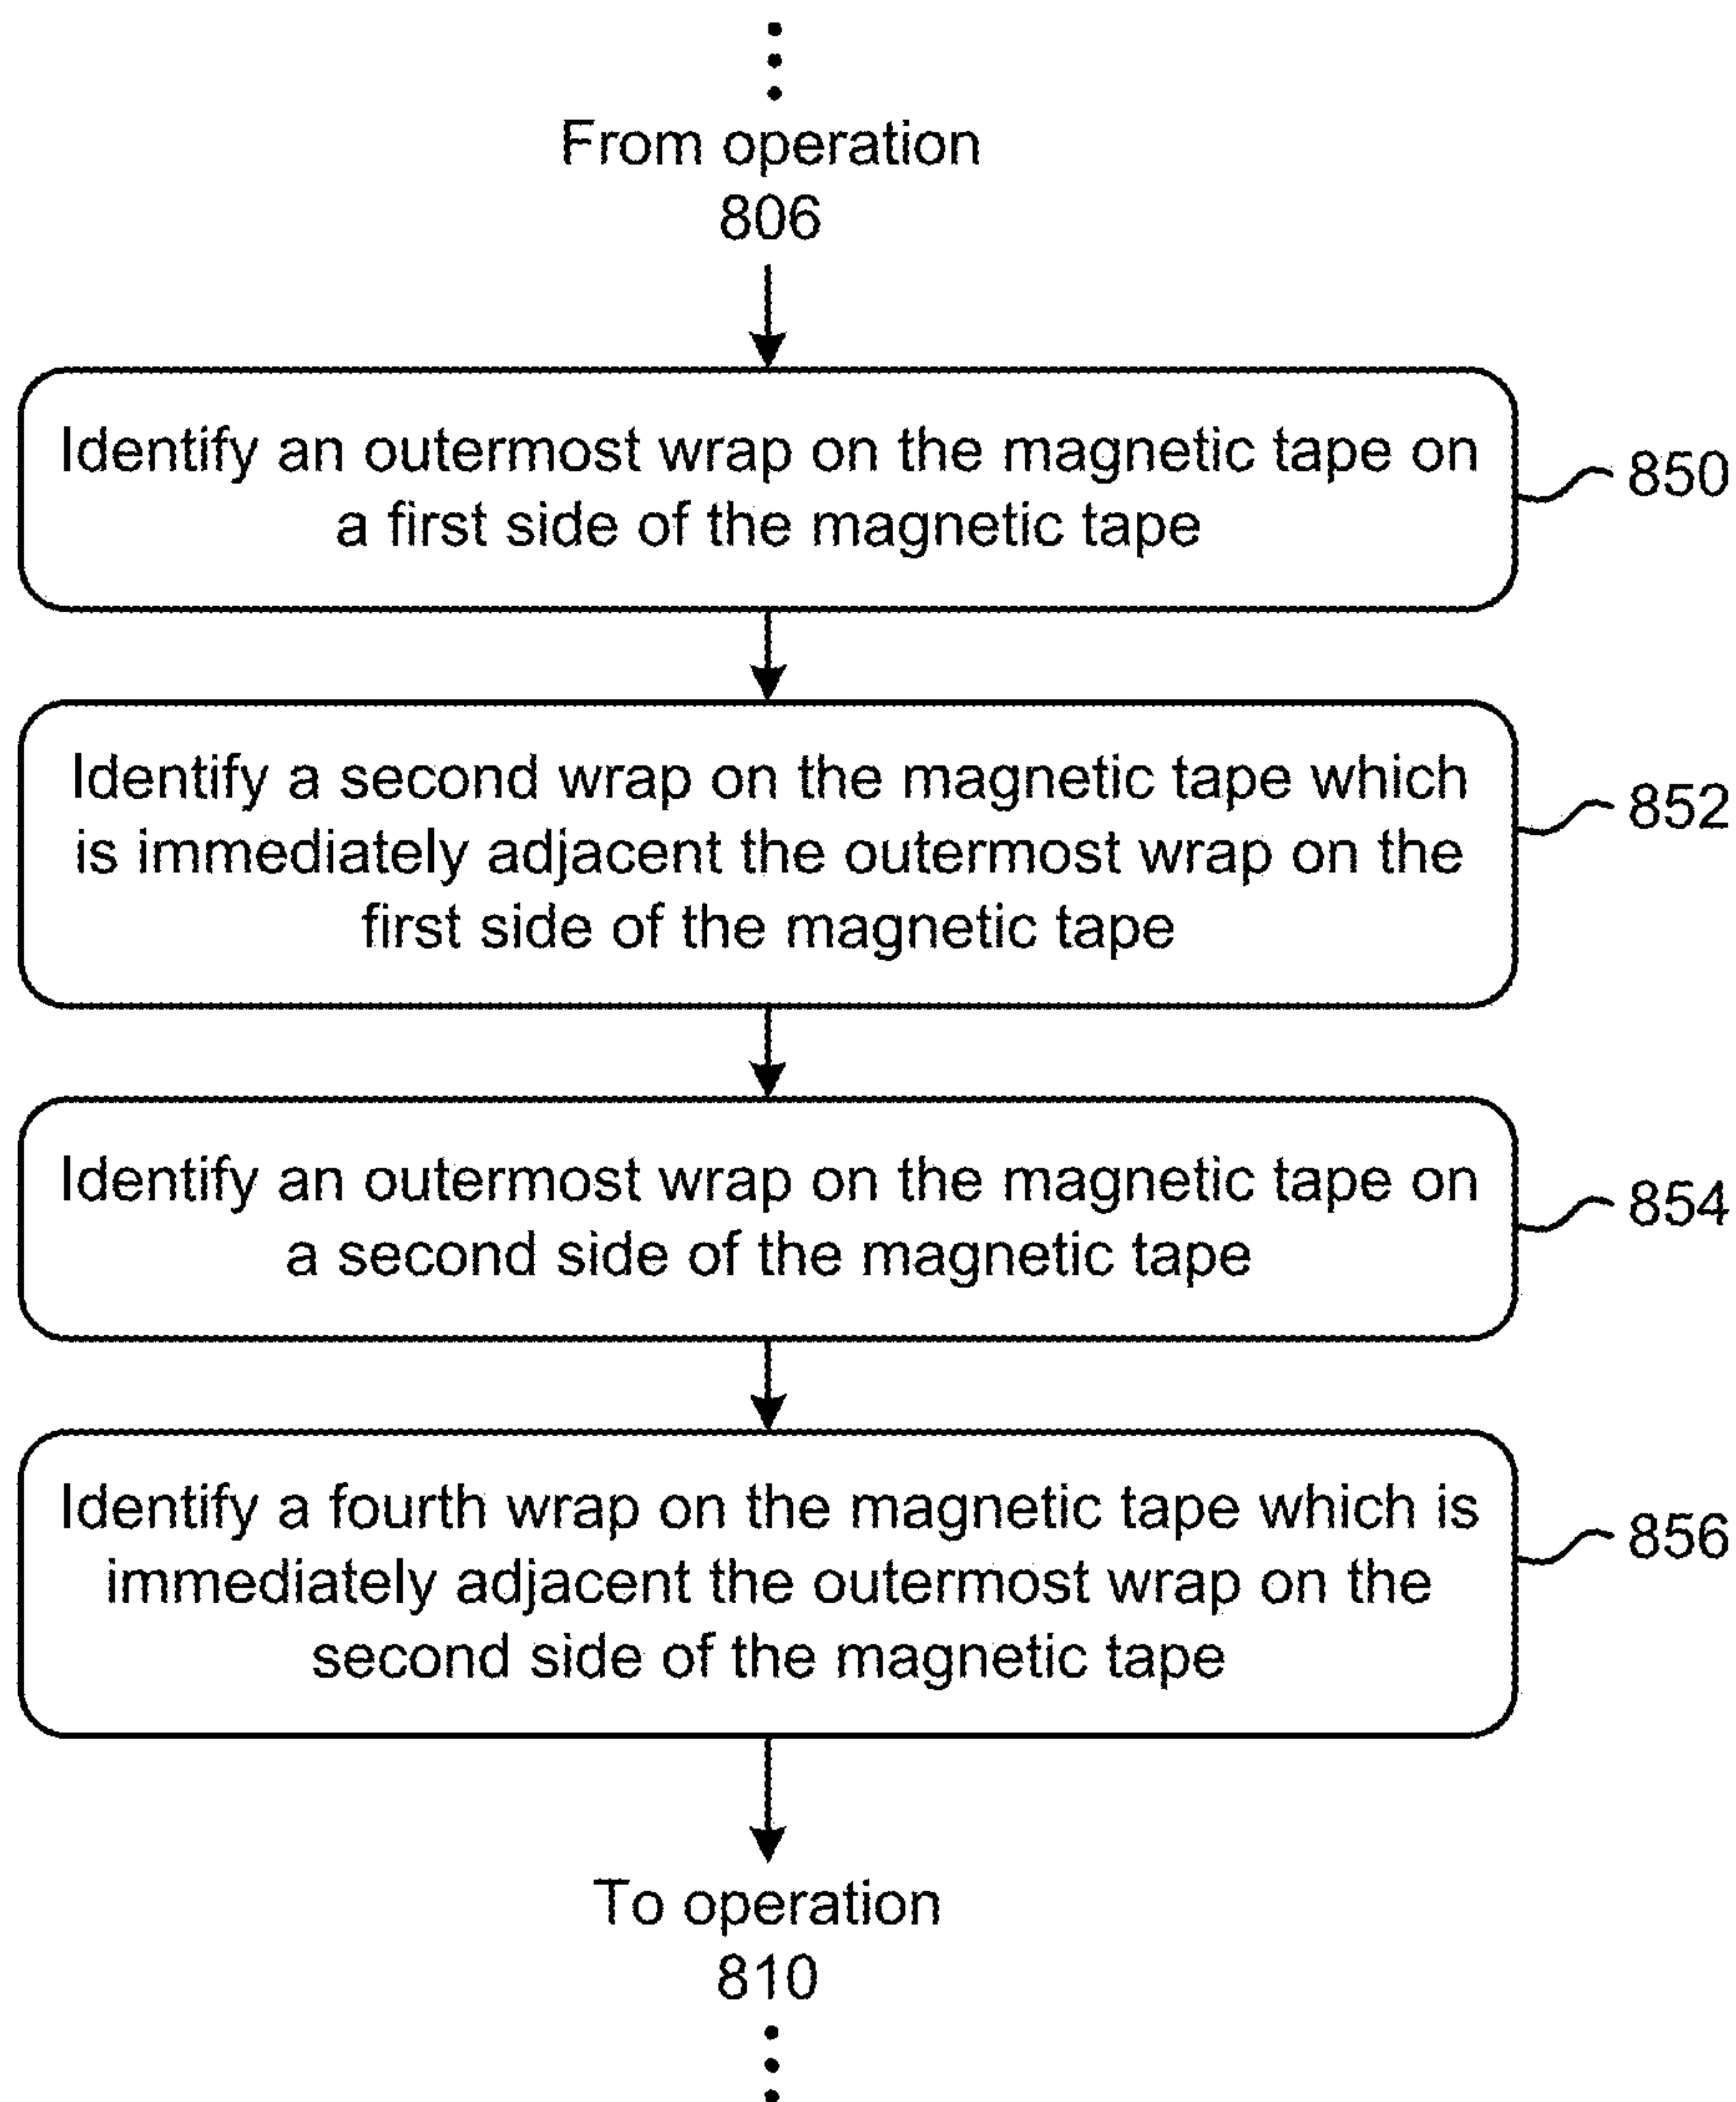 From operation
806
Identify an outermost wrap on the magnetic tape on
a first side of the magnetic tape
850
Identify a second wrap on the magnetic tape which
is immediately adjacent the outermost wrap on the
first side of the magnetic tape
852
Identify an outermost wrap on the magnetic tape on
a second side of the magnetic tape
854
Identify a fourth wrap on the magnetic tape which is
immediately adjacent the outermost wrap on the
second side of the magnetic tape
856
To operation
810